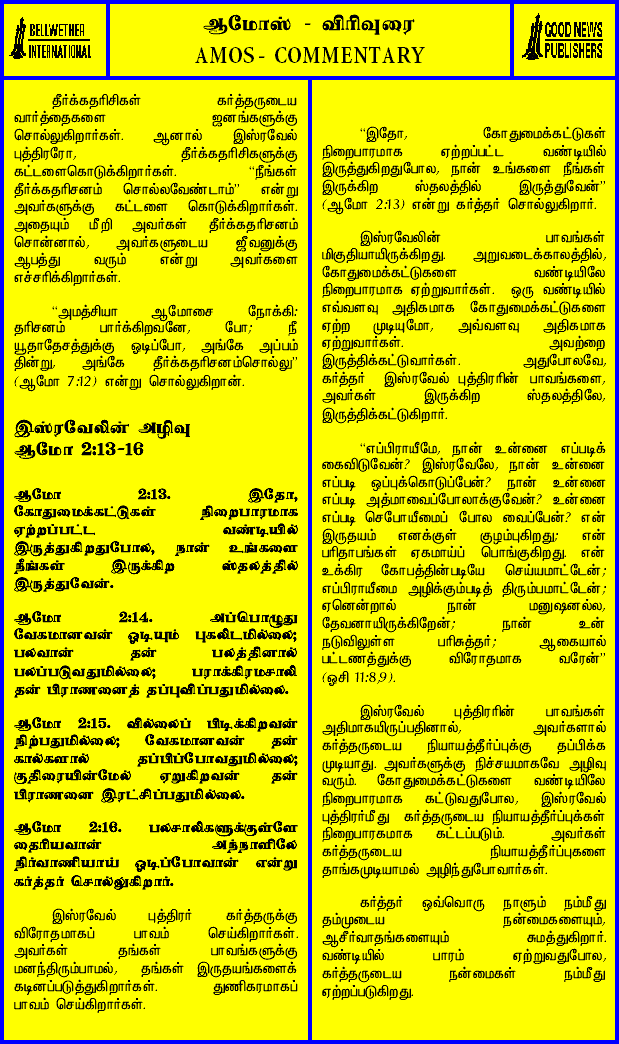 BELLWETHER
INTERNATIONAL
ஆமோஸ் - விரிவுரை
AMOS- COMMENTARY
GOOD NEWS
PUBLISHERS
தீர்க்கதரிசிகள் கர்த்தருடைய
வார்த்தைகளை ஜனங்களுக்கு
சொல்லுகிறார்கள். ஆனால் இஸ்ரவேல்
புத்திரரோ, தீர்க்கதரிசிகளுக்கு
கட்டளைகொடுக்கிறார்கள். “நீங்கள்
தீர்க்கதரிசனம் சொல்லவேண்டாம்” என்று
அவர்களுக்கு கட்டளை கொடுக்கிறார்கள்.
அதையும் மீறி அவர்கள் தீர்க்கதரிசனம்
சொன்னால், அவர்களுடைய ஜீவனுக்கு
ஆபத்து வரும் என்று அவர்களை
எச்சரிக்கிறார்கள்.
“அமத்சியா ஆமோசை நோக்கி:
தரிசனம் பார்க்கிறவனே, போ; நீ
யூதாதேசத்துக்கு ஓடிப்போ, அங்கே அப்பம்
தின்று, அங்கே தீர்க்கதரிசனம்சொல்லு”
(ஆமோ 7:12) என்று சொல்லுகிறான்.
இஸ்ரவேலின் அழிவு
ஆமோ 2:13-16
ஆமோ 2:13. இதோ,
கோதுமைக்கட்டுகள் நிறைபாரமாக
ஏற்றப்பட்ட வண்டியில்
இருத்துகிறதுபோல, நான் உங்களை
நீங்கள் இருக்கிற ஸ்தலத்தில்
இருத்துவேன்.
ஆமோ 2:14. அப்பொழுது
வேகமானவன் ஓடியும் புகலிடமில்லை;
பலவான் தன் பலத்தினால்
பலப்படுவதுமில்லை; பராக்கிரமசாலி
தன் பிராணனைத் தப்புவிப்பதுமில்லை.
ஆமோ 2:15. வில்லைப் பிடிக்கிறவன்
நிற்பதுமில்லை; வேகமானவன் தன்
கால்களால் தப்பிப்போவதுமில்லை;
குதிரையின்மேல் ஏறுகிறவன் தன்
பிராணனை இரட்சிப்பதுமில்லை.
ஆமோ 2:16. பலசாலிகளுக்குள்ளே
தைரியவான் அந்நாளிலே
நிர்வாணியாய் ஓடிப்போவான் என்று
கர்த்தர் சொல்லுகிறார்.
இஸ்ரவேல் புத்திரர் கர்த்தருக்கு
விரோதமாகப் பாவம் செய்கிறார்கள்.
அவர்கள் தங்கள் பாவங்களுக்கு
மனந்திரும்பாமல், தங்கள் இருதயங்களைக்
கடினப்படுத்துகிறார்கள். துணிகரமாகப்
பாவம் செய்கிறார்கள்.
“இதோ, கோதுமைக்கட்டுகள்
நிறைபாரமாக ஏற்றப்பட்ட வண்டியில்
இருத்துகிறதுபோல, நான் உங்களை நீங்கள்
இருக்கிற ஸ்தலத்தில் இருத்துவேன்”
(ஆமோ 2:13) என்று கர்த்தர் சொல்லுகிறார்.
இஸ்ரவேலின் பாவங்கள்
மிகுதியாயிருக்கிறது. அறுவடைக்காலத்தில்,
கோதுமைக்கட்டுகளை வண்டியிலே
நிறைபாரமாக ஏற்றுவார்கள். ஒரு வண்டியில்
எவ்வளவு அதிகமாக கோதுமைக்கட்டுகளை
ஏற்ற முடியுமோ, அவ்வளவு அதிகமாக
ஏற்றுவார்கள். அவற்றை
இருத்திக்கட்டுவார்கள். அதுபோலவே,
கர்த்தர் இஸ்ரவேல் புத்திரரின் பாவங்களை,
அவர்கள் இருக்கிற ஸ்தலத்திலே,
இருத்திக்கட்டுகிறார்.
“எப்பிராயீமே, நான் உன்னை எப்படிக்
கைவிடுவேன்? இஸ்ரவேலே, நான் உன்னை
எப்படி ஒப்புக்கொடுப்பேன்? நான் உன்னை
எப்படி அத்மாவைப்போலாக்குவேன்? உன்னை
எப்படி செபோயீமைப் போல வைப்பேன்? என்
இருதயம் எனக்குள் குழம்புகிறது; என்
பரிதாபங்கள் ஏகமாய்ப் பொங்குகிறது. என்
உக்கிர கோபத்தின்படியே செய்யமாட்டேன்;
எப்பிராயீமை அழிக்கும்படித் திரும்பமாட்டேன்;
ஏனென்றால் நான் மனுஷனல்ல,
தேவனாயிருக்கிறேன்; நான் உன்
நடுவிலுள்ள பரிசுத்தர்; ஆகையால்
பட்டணத்துக்கு விரோதமாக வரேன்”
(ஓசி 11:8,9).
இஸ்ரவேல் புத்திரரின் பாவங்கள்
அதிமாகயிருப்பதினால், அவர்களால்
கர்த்தருடைய நியாயத்தீர்ப்புக்கு தப்பிக்க
முடியாது. அவர்களுக்கு நிச்சயமாகவே அழிவு
வரும். கோதுமைக்கட்டுகளை வண்டியிலே
நிறைபாரமாக கட்டுவதுபோல, இஸ்ரவேல்
புத்திரர்மீது கர்த்தருடைய நியாயத்தீர்ப்புக்கள்
நிறைபாரகமாக கட்டப்படும். அவர்கள்
கர்த்தருடைய நியாயத்தீர்ப்புகளை
தாங்கமுடியாமல் அழிந்துபோவார்கள்.
கர்த்தர் ஒவ்வொரு நாளும் நம்மீது
தம்முடைய நன்மைகளையும்,
ஆசீர்வாதங்களையும் சுமத்துகிறார்.
வண்டியில் பாரம் ஏற்றுவதுபோல,
கர்த்தருடைய நன்மைகள் நம்மீது
ஏற்றப்படுகிறது.